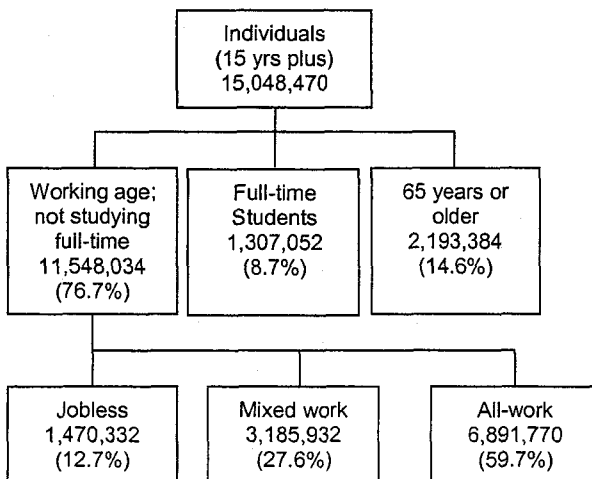 Individuals
(15 yrs plus)
15,048,470
Working age;
not studying
full-time
11,548,034
(76.7%)
Full-time
Students
1,307,052
(8.7%)
65 years or
older
2,193,384
(14.6%)
Jobless
1,470,332
(12.7%)
Mixed work
3,185,932
(27.6%)
All-work
6,891,770
(59.7%)